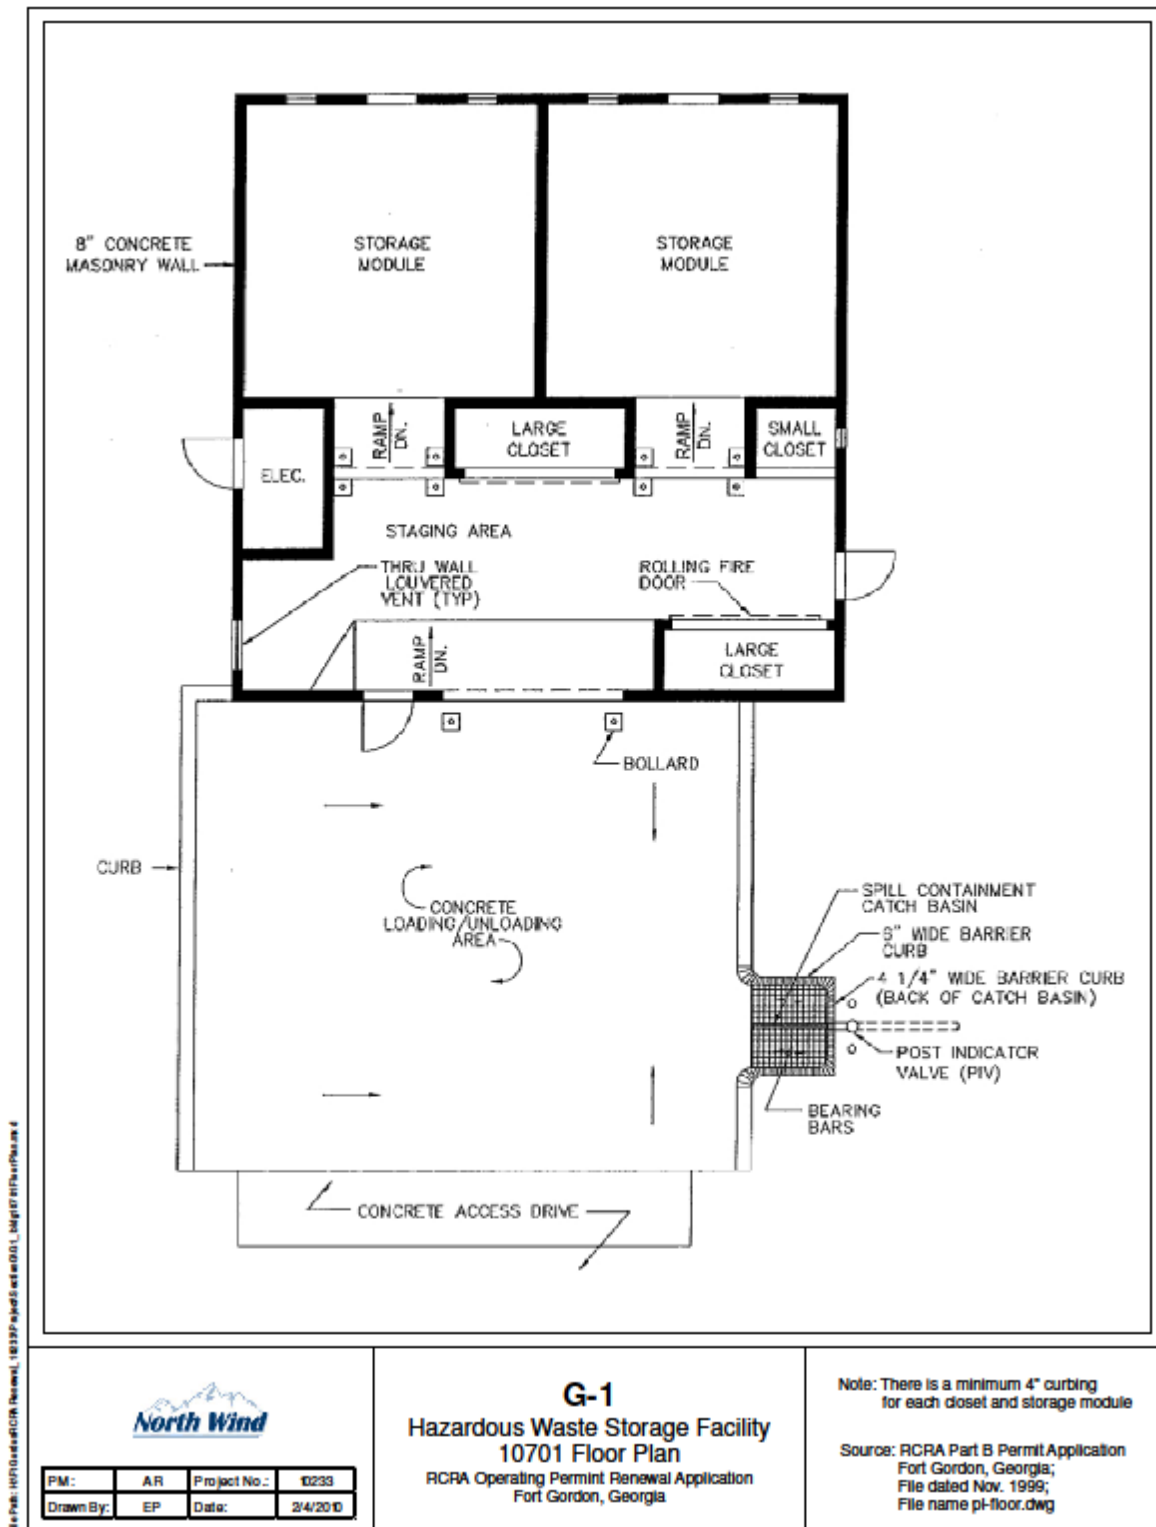 8" CONCRETE
MASONRY WALL
STORAGE
MODULE
STORAGE
MODULE
RAMP
DN.
LARGE
CLOSET
RAMP
DN.
SMALL
CLOSET
ELEC.
STAGING AREA
THRU WALL
LOUVERED
VENT (TYP)
ROLLING FIRE
DOOR
RAMP
DN.
LARGE
CLOSET
BOLLARD
CURB
CONCRETE
LOADING/UNLOADING
AREA
SPILL CONTAINMENT
CATCH BASIN
6" WIDE BARRIER
CURB
4 1/4" WIDE BARRIER CURB
(BACK OF CATCH BASIN)
POST INDICATOR
VALVE (PIV)
BEARING
BARS
CONCRETE ACCESS DRIVE
North Wind
PM: AR Project No.: 10233
Drawn By: EP Date: 2/4/2010
G-1
Hazardous Waste Storage Facility
10701 Floor Plan
RCRA Operating Permint Renewal Application
Fort Gordon, Georgia
Note: There is a minimum 4" curbing
for each closet and storage module
Source: RCRA Part B Permit Application
Fort Gordon, Georgia;
File dated Nov. 1999;
File name pl-floor.dwg